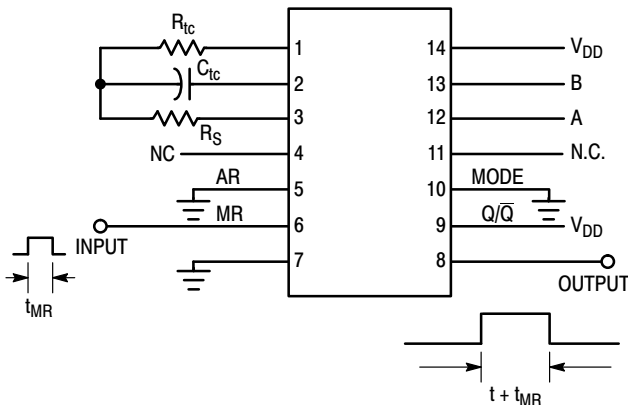 R_tc
1
14
V_DD
C_tc
2
13
B
3
12
A
R_S
NC
4
11
N.C.
AR
5
10
MODE
MR
6
9
Q/Q̅
V_DD
INPUT
7
8
OUTPUT
t_MR
t + t_MR